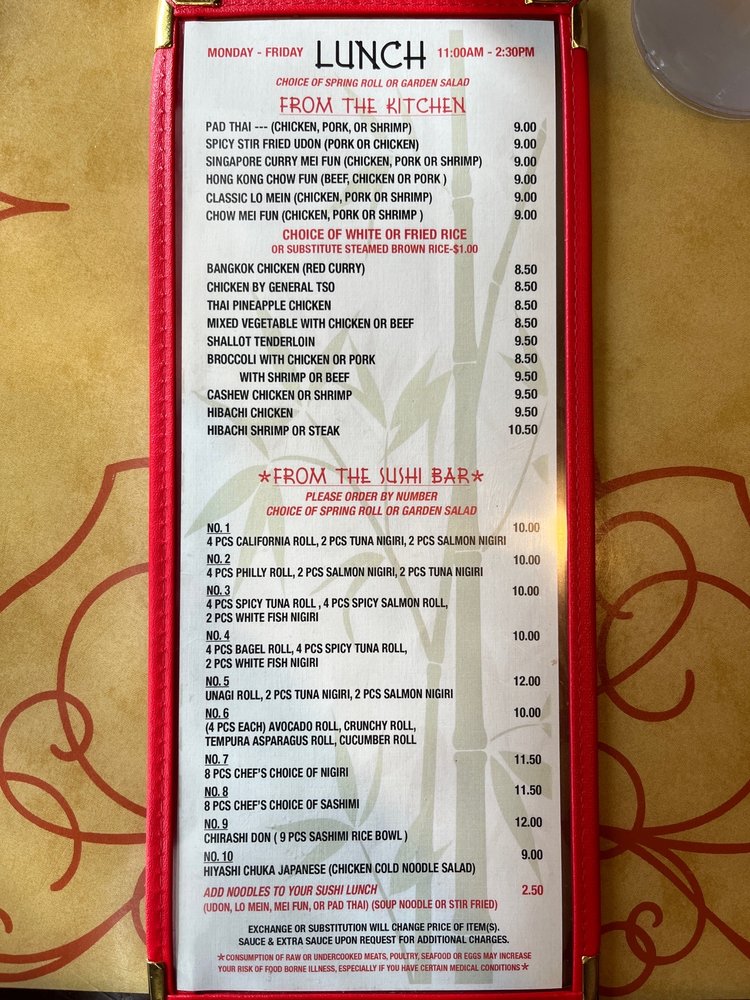 MONDAY - FRIDAY LUNCH 11:00AM - 2:30PM
CHOICE OF SPRING ROLL OR GARDEN SALAD
FROM THE KITCHEN
PAD THAI --- (CHICKEN, PORK, OR SHRIMP) 9.00
SPICY STIR FRIED UDON (PORK OR CHICKEN) 9.00
SINGAPORE CURRY MEI FUN (CHICKEN, PORK OR SHRIMP) 9.00
HONG KONG CHOW FUN (BEEF, CHICKEN OR PORK ) 9.00
CLASSIC LO MEIN (CHICKEN, PORK OR SHRIMP) 9.00
CHOW MEI FUN (CHICKEN, PORK OR SHRIMP ) 9.00
CHOICE OF WHITE OR FRIED RICE
OR SUBSTITUTE STEAMED BROWN RICE-$1.00
BANGKOK CHICKEN (RED CURRY) 8.50
CHICKEN BY GENERAL TSO 8.50
THAI PINEAPPLE CHICKEN 8.50
MIXED VEGETABLE WITH CHICKEN OR BEEF 8.50
SHALLOT TENDERLOIN 9.50
BROCCOLI WITH CHICKEN OR PORK 8.50
WITH SHRIMP OR BEEF 9.50
CASHEW CHICKEN OR SHRIMP 9.50
HIBACHI CHICKEN 9.50
HIBACHI SHRIMP OR STEAK 10.50
*FROM THE SUSHI BAR*
PLEASE ORDER BY NUMBER
CHOICE OF SPRING ROLL OR GARDEN SALAD
NO. 1 10.00
4 PCS CALIFORNIA ROLL, 2 PCS TUNA NIGIRI, 2 PCS SALMON NIGIRI
NO. 2 10.00
4 PCS PHILLY ROLL, 2 PCS SALMON NIGIRI, 2 PCS TUNA NIGIRI
NO. 3 10.00
4 PCS SPICY TUNA ROLL , 4 PCS SPICY SALMON ROLL,
2 PCS WHITE FISH NIGIRI
NO. 4 10.00
4 PCS BAGEL ROLL, 4 PCS SPICY TUNA ROLL,
2 PCS WHITE FISH NIGIRI
NO. 5 12.00
UNAGI ROLL, 2 PCS TUNA NIGIRI, 2 PCS SALMON NIGIRI
NO. 6 10.00
(4 PCS EACH) AVOCADO ROLL, CRUNCHY ROLL,
TEMPURA ASPARAGUS ROLL, CUCUMBER ROLL
NO. 7 11.50
8 PCS CHEF'S CHOICE OF NIGIRI
NO. 8 11.50
8 PCS CHEF'S CHOICE OF SASHIMI
NO. 9 12.00
CHIRASHI DON ( 9 PCS SASHIMI RICE BOWL )
NO. 10 9.00
HIYASHI CHUKA JAPANESE (CHICKEN COLD NOODLE SALAD)
ADD NOODLES TO YOUR SUSHI LUNCH 2.50
(UDON, LO MEIN, MEI FUN, OR PAD THAI) (SOUP NOODLE OR STIR FRIED)
EXCHANGE OR SUBSTITUTION WILL CHANGE PRICE OF ITEM(S).
SAUCE & EXTRA SAUCE UPON REQUEST FOR ADDITIONAL CHARGES.
*CONSUMPTION OF RAW OR UNDERCOOKED MEATS, POULTRY, SEAFOOD OR EGGS MAY INCREASE
YOUR RISK OF FOOD BORNE ILLNESS, ESPECIALLY IF YOU HAVE CERTAIN MEDICAL CONDITIONS*